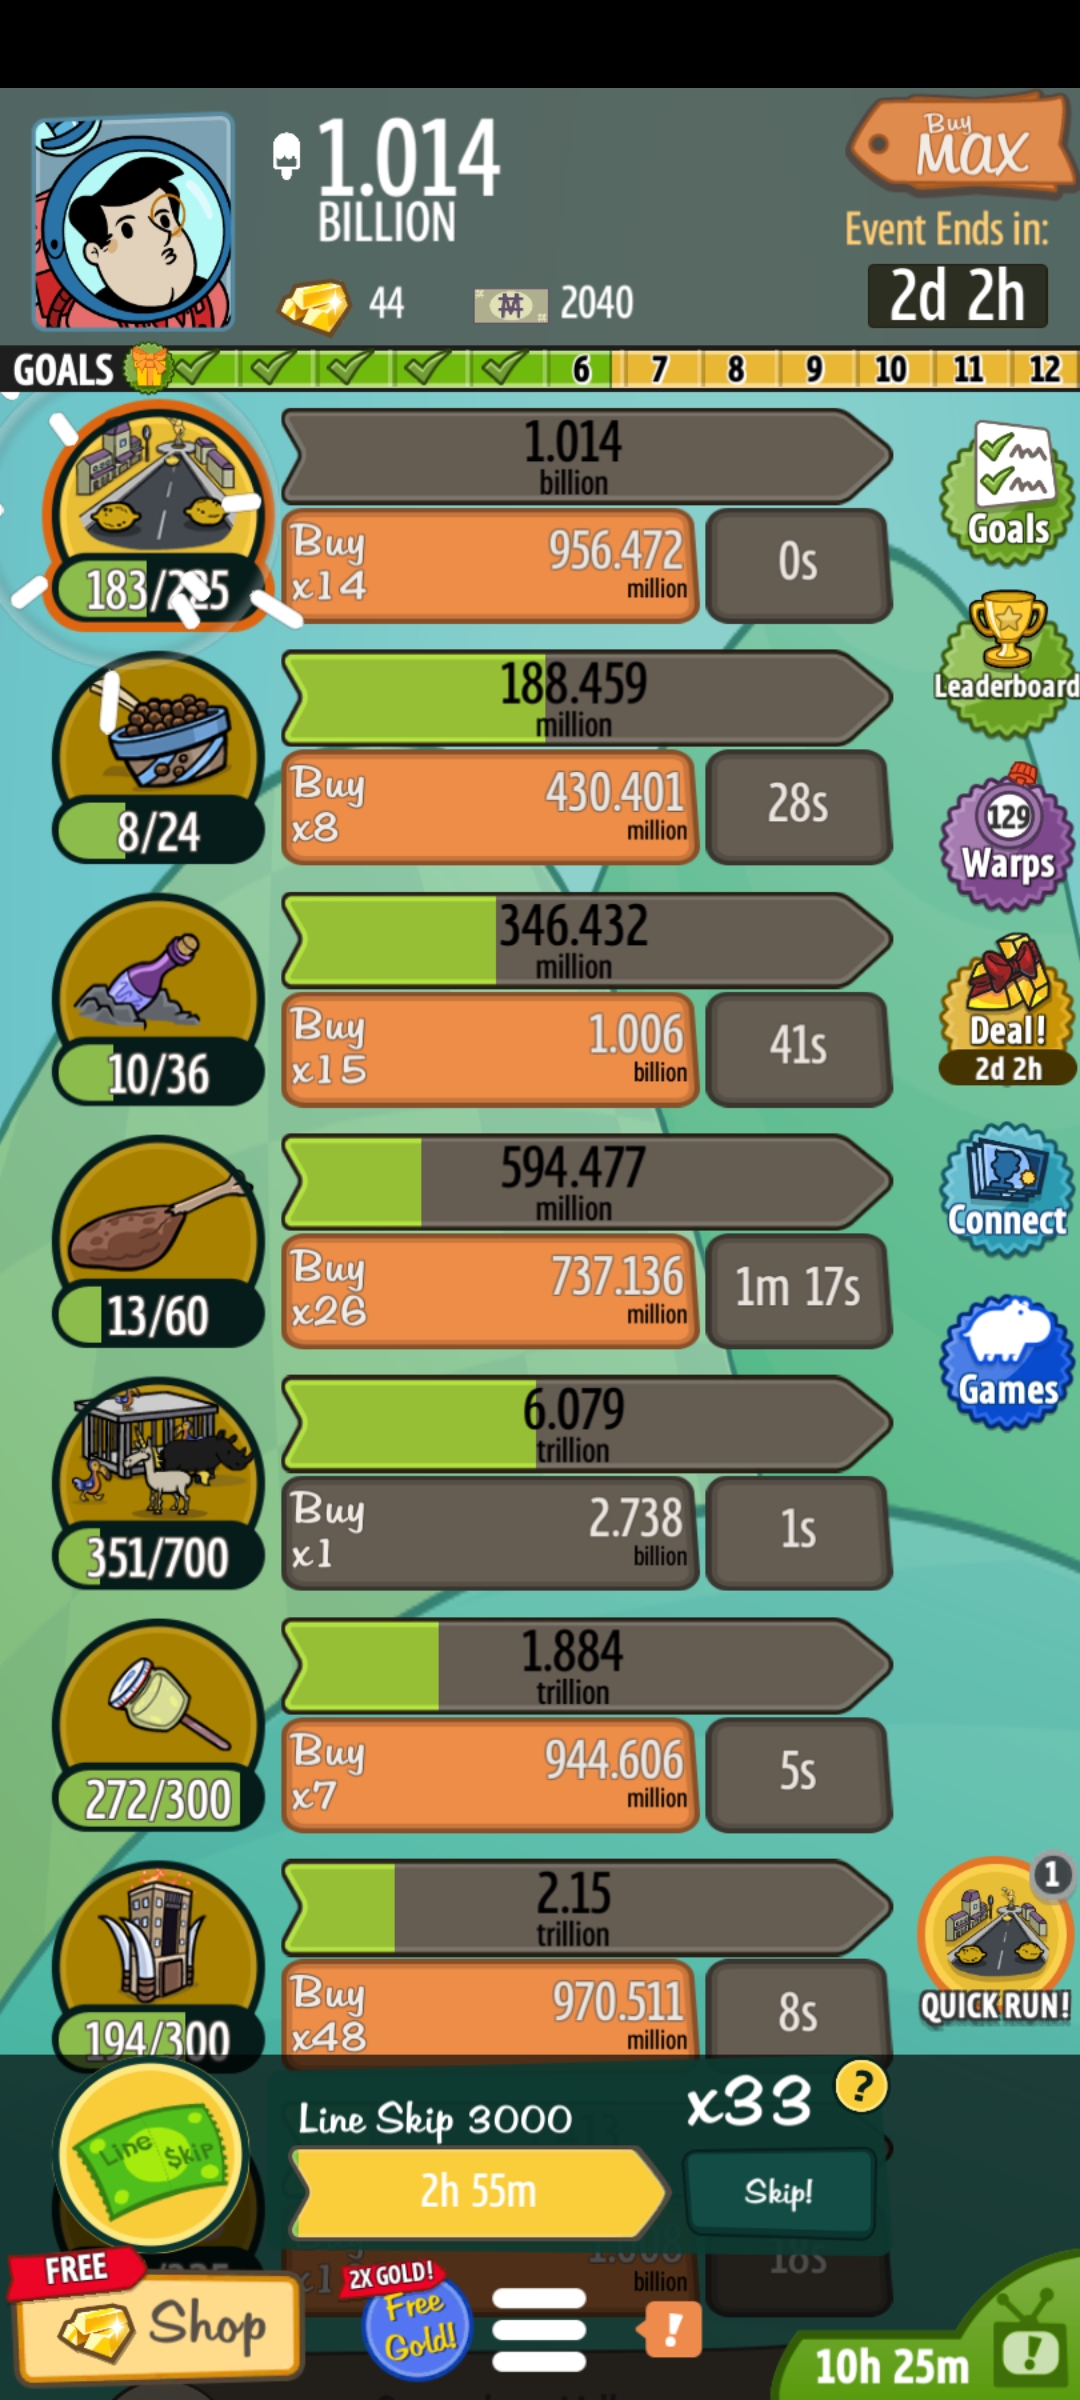 1.014
BILLION
Buy
MAX
Event Ends in:
2d 2h
44
2040
GOALS
6 7 8 9 10 11 12
1.014
billion
183/225
Buy
x14
956.472
million
0s
Goals
Leaderboard
188.459
million
8/24
Buy
x8
430.401
million
28s
129
Warps
346.432
million
10/36
Buy
x15
1.006
billion
41s
Deal!
2d 2h
594.477
million
13/60
Buy
x26
737.136
million
1m 17s
Connect
Games
6.079
trillion
351/700
Buy
x1
2.738
billion
1s
1.884
trillion
272/300
Buy
x7
944.606
million
5s
2.15
trillion
194/300
Buy
x48
970.511
million
8s
1
QUICK RUN!
Line Skip
Line Skip 3000
x33
?
2h 55m
Skip!
billion
18s
FREE
Shop
2X GOLD!
Free
Gold!
!
10h 25m
!